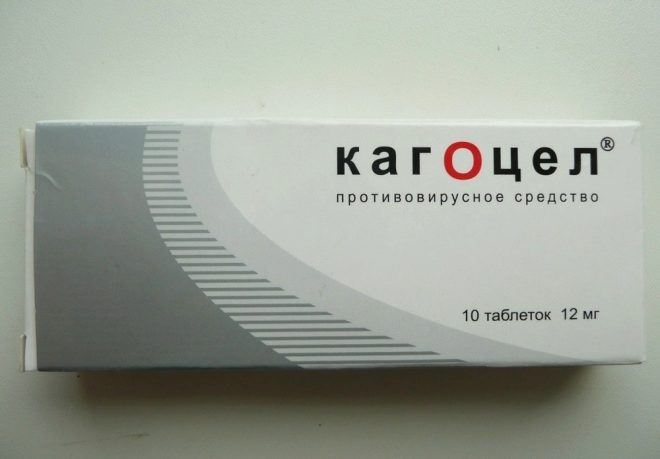 кагоцел®
противовирусное средство
10 таблеток 12 мг